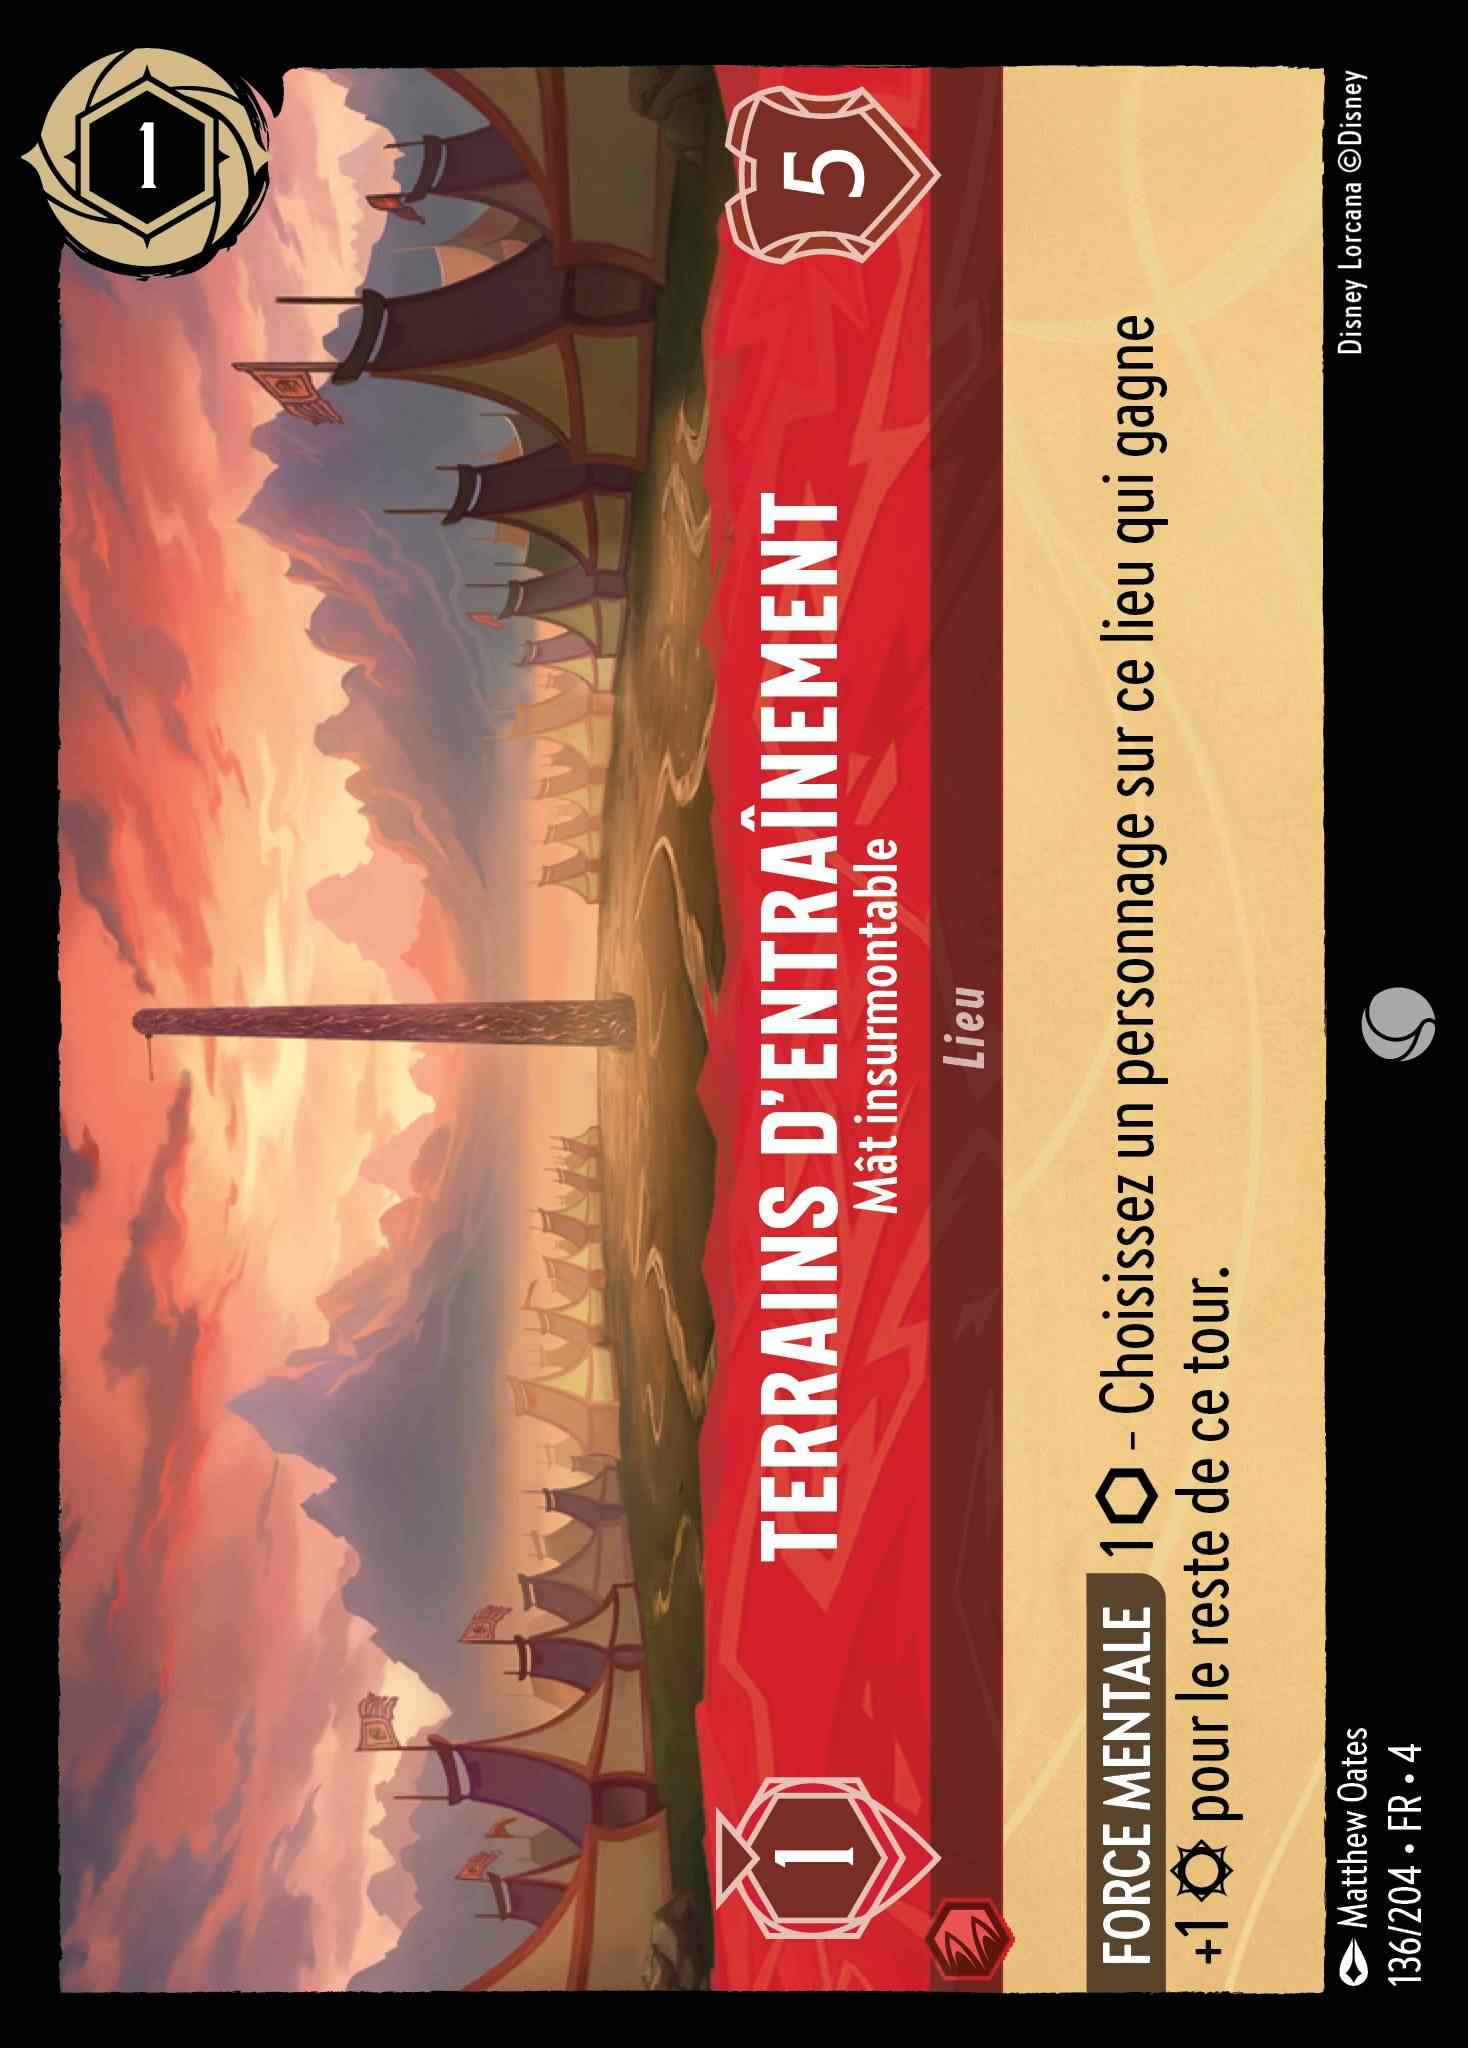 1
1
TERRAINS D'ENTRAÎNEMENT
5
Mât insurmontable
Lieu
FORCE MENTALE 1 ⬡ – Choisissez un personnage sur ce lieu qui gagne
+1 ¤ pour le reste de ce tour.
Matthew Oates
136/204 • FR • 4
Disney Lorcana ©Disney